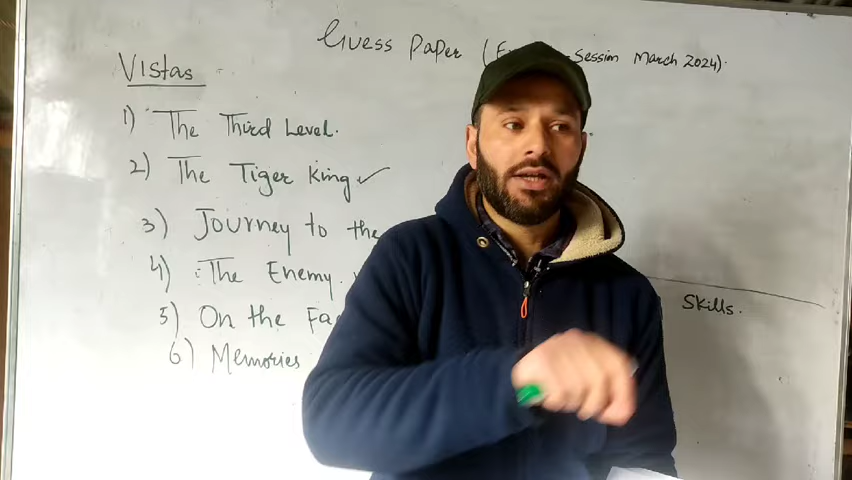 Guess Paper ( Session March 2024).
Vistas
1) The Third Level.
2) The Tiger King ✓
3) Journey to the
4) The Enemy.
5) On the Fa
6) Memories
Skills.